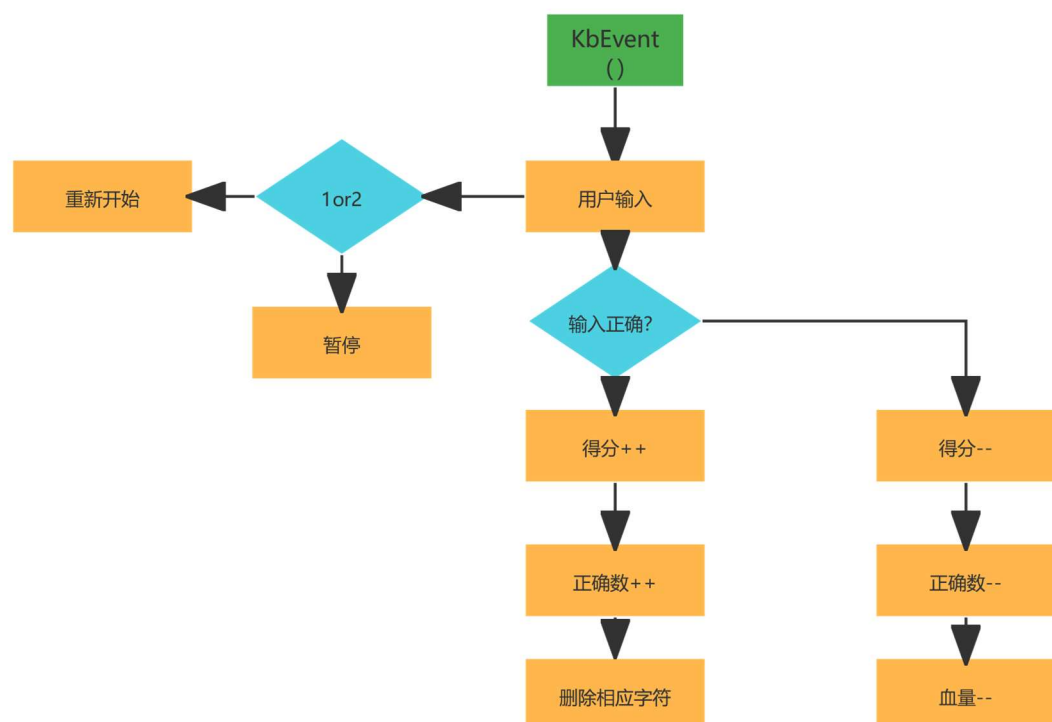 KbEvent
()
重新开始
1or2
用户输入
暂停
输入正确?
得分++
得分--
正确数++
正确数--
删除相应字符
血量--